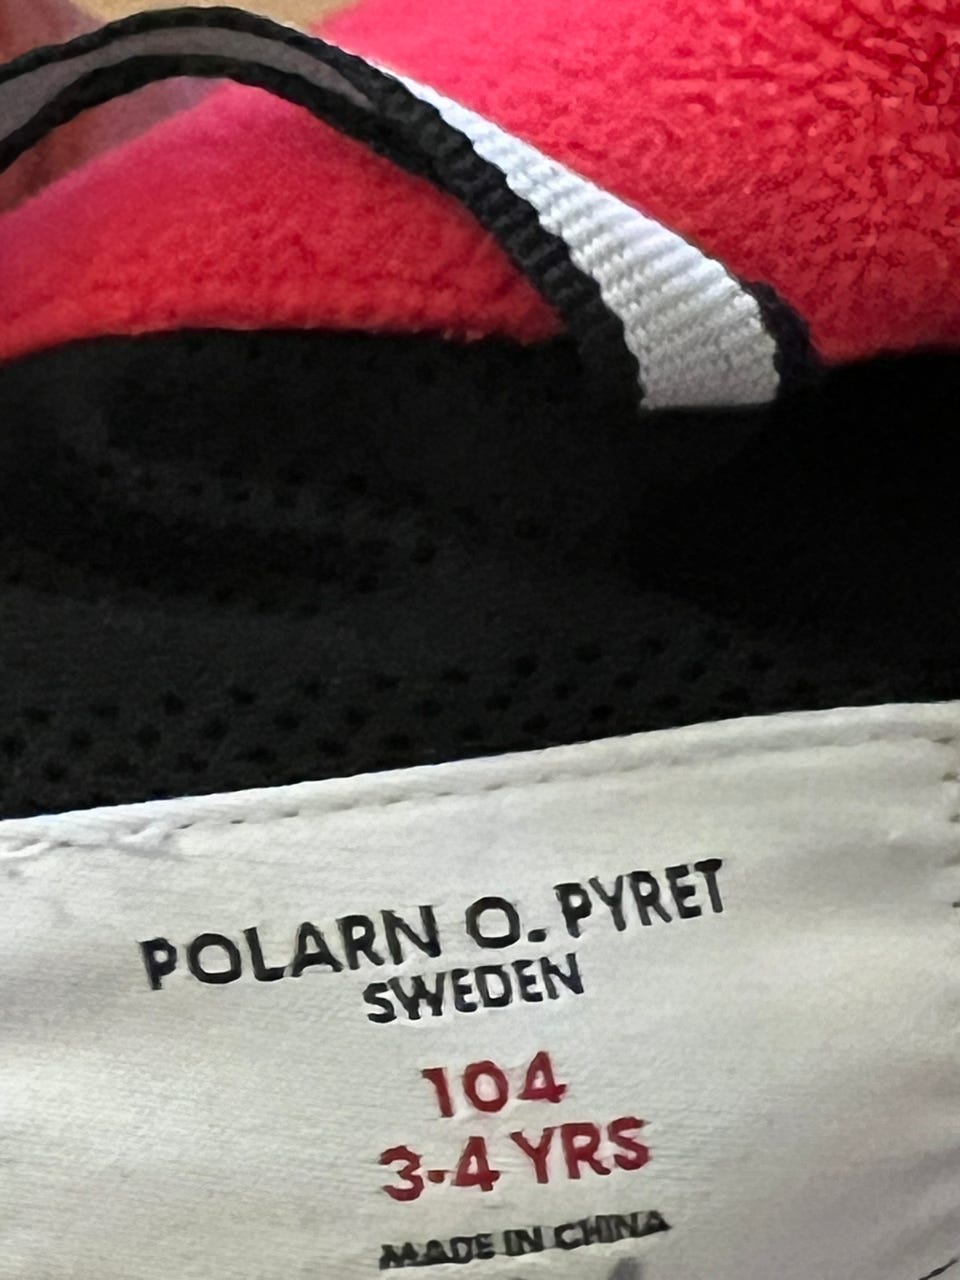 POLARN O. PYRET
SWEDEN
104
3-4 YRS
MADE IN CHINA